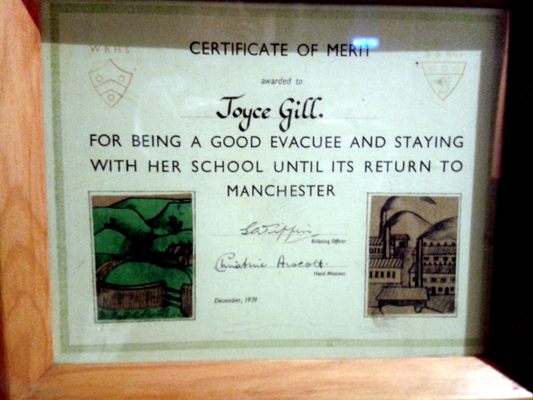 CERTIFICATE OF MERIT
W R H S
awarded to
Joyce Gill.
FOR BEING A GOOD EVACUEE AND STAYING
WITH HER SCHOOL UNTIL ITS RETURN TO
MANCHESTER
Billeting Officer
Christine Arscott.
Head Mistress
December, 1939